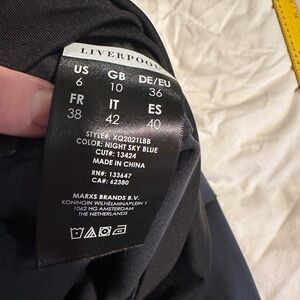 LIVERPOOL
US GB DE/EU
6 10 36
FR IT ES
38 42 40
STYLE#: XQ2021LBB
COLOR: NIGHT SKY BLUE
CUT#: 13424
MADE IN CHINA
RN#: 133647
CA#: 62380
MARXS BRANDS B.V.
KONINGIN WILHELMINAPLEIN 1
1062 HG AMSTERDAM
THE NETHERLANDS